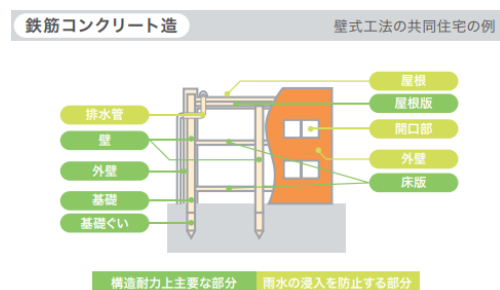 鉄筋コンクリート造
壁式工法の共同住宅の例
屋根
屋根版
開口部
外壁
床版
排水管
壁
外壁
基礎
基礎ぐい
構造耐力上主要な部分
雨水の浸入を防止する部分